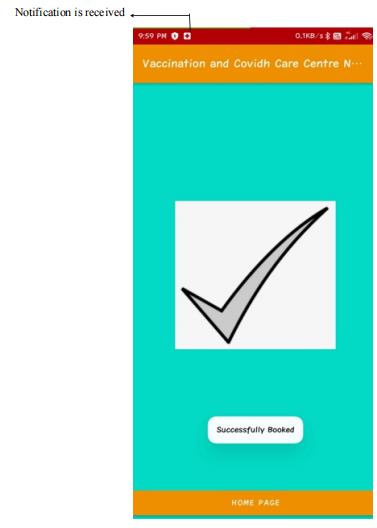 Notification is received
9:59 PM
0.1KB/s
Vaccination and Covidh Care Centre N...
Successfully Booked
HOME PAGE